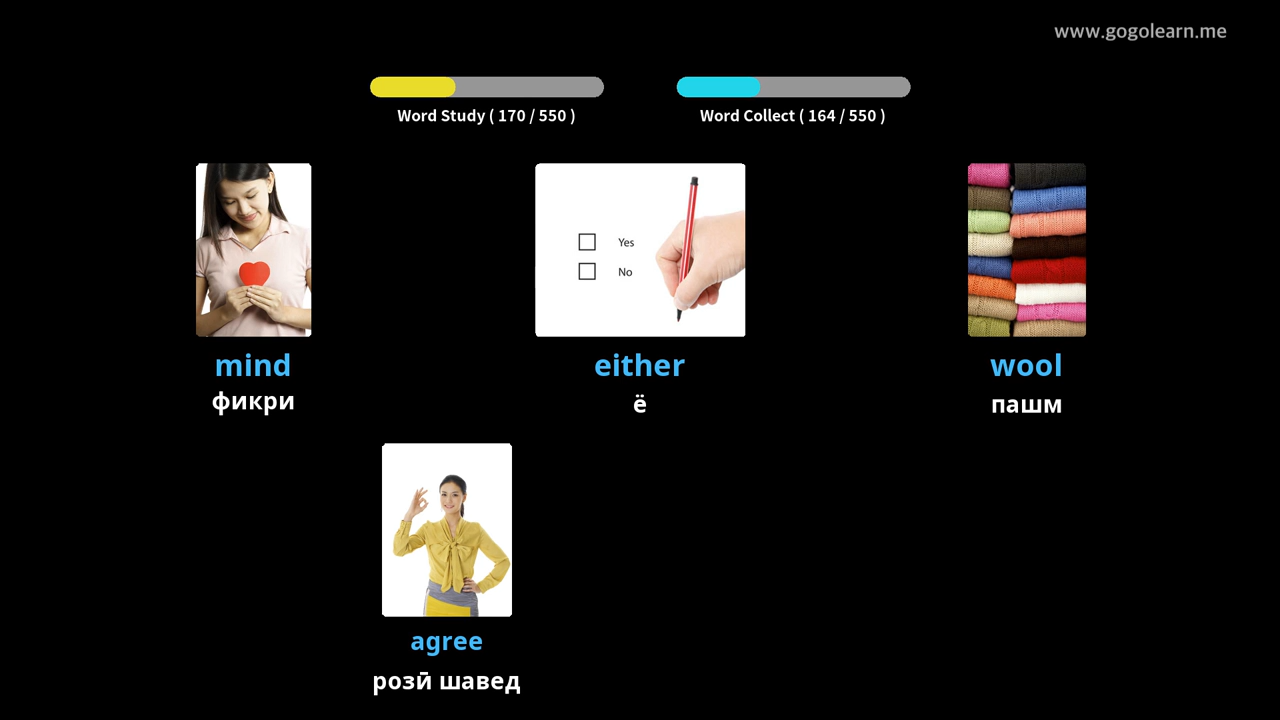 www.gogolearn.me
Word Study ( 170 / 550 )
Word Collect ( 164 / 550 )
Yes
No
mind
either
wool
фикри
ё
пашм
agree
розӣ шавед